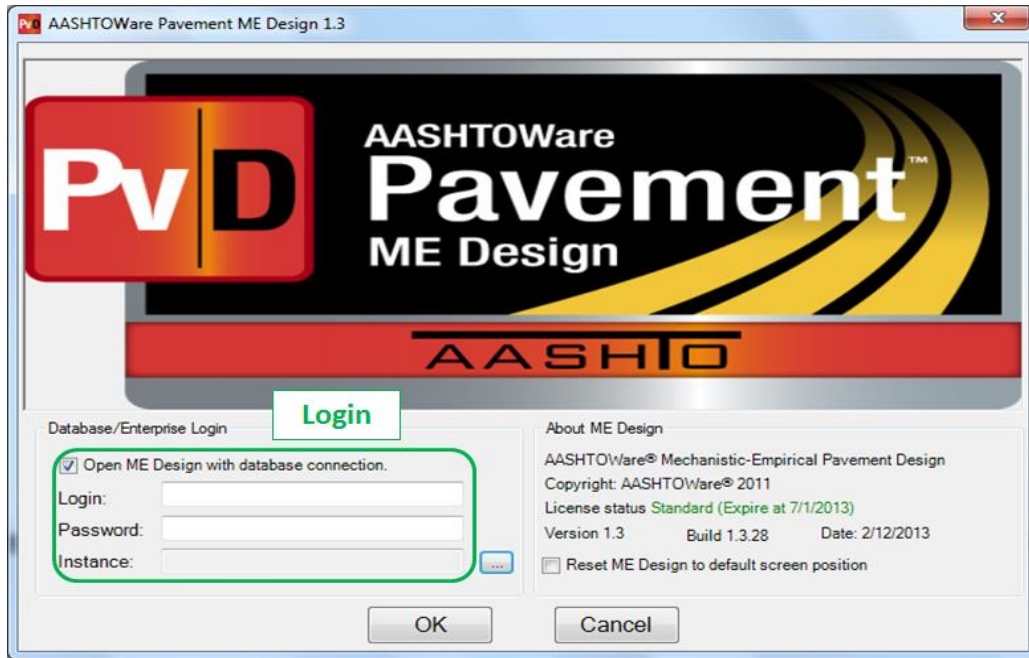 PvD AASHTOWare Pavement ME Design 1.3
PvD
AASHTOWare
Pavement™
ME Design
AASHTO
Login
Database/Enterprise Login
Open ME Design with database connection.
Login:
Password:
Instance:
...
About ME Design
AASHTOWare® Mechanistic-Empirical Pavement Design
Copyright: AASHTOWare® 2011
License status Standard (Expire at 7/1/2013)
Version 1.3 Build 1.3.28 Date: 2/12/2013
Reset ME Design to default screen position
OK
Cancel